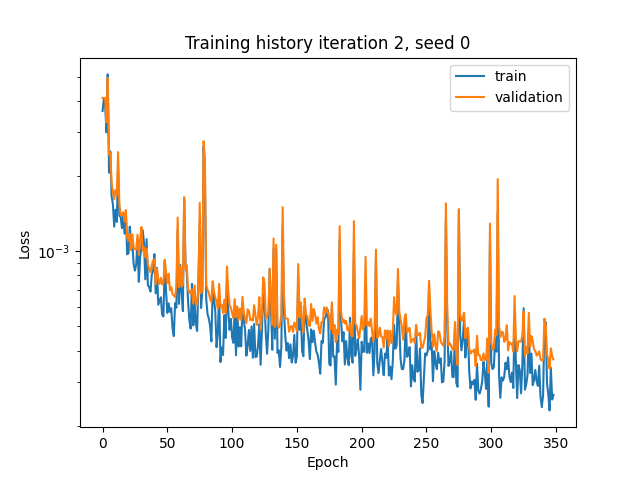 Training history iteration 2, seed 0
train
validation
Loss
10⁻³
0 50 100 150 200 250 300 350
Epoch